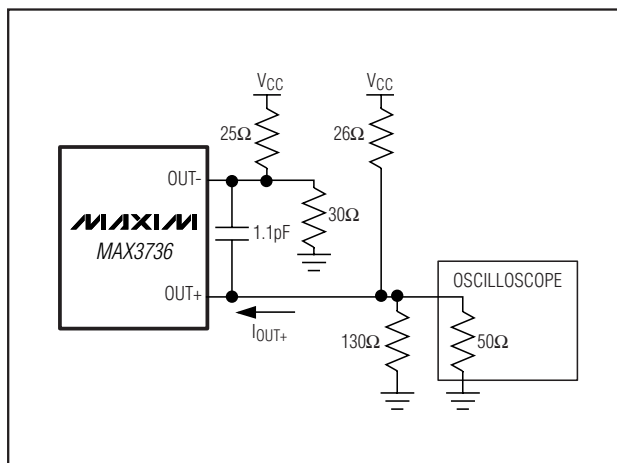 VCC VCC
25Ω 26Ω
OUT-
MAXIM
MAX3736
1.1pF
30Ω
OUT+
IOUT+
OSCILLOSCOPE
130Ω
50Ω